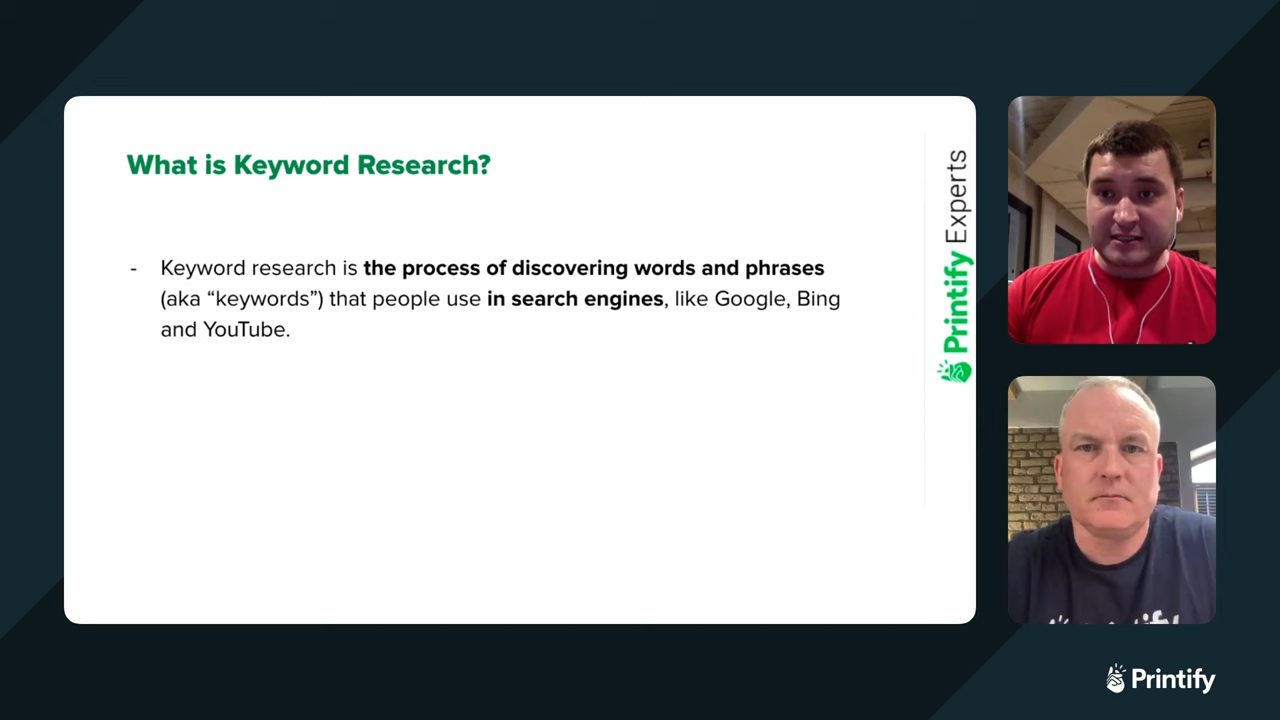 What is Keyword Research?
- Keyword research is the process of discovering words and phrases
(aka “keywords”) that people use in search engines, like Google, Bing
and YouTube.
Printify Experts
Printify